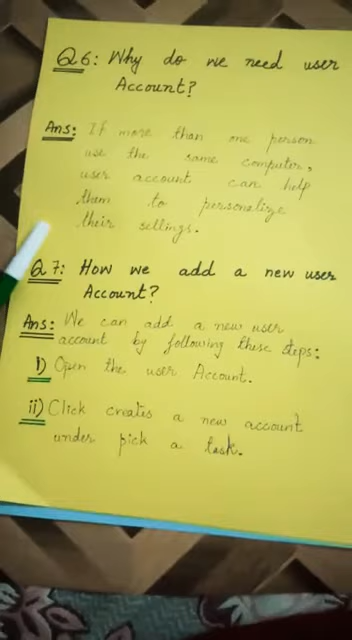 Q6: Why do we need user
Account?
Ans: If more than one person
use the same computer,
user account can help
them to personalize
their settings.
Q7: How we add a new user
Account?
Ans: We can add a new user
account by following these steps:
i) Open the user Account.
ii) Click creates a new account
under pick a task.